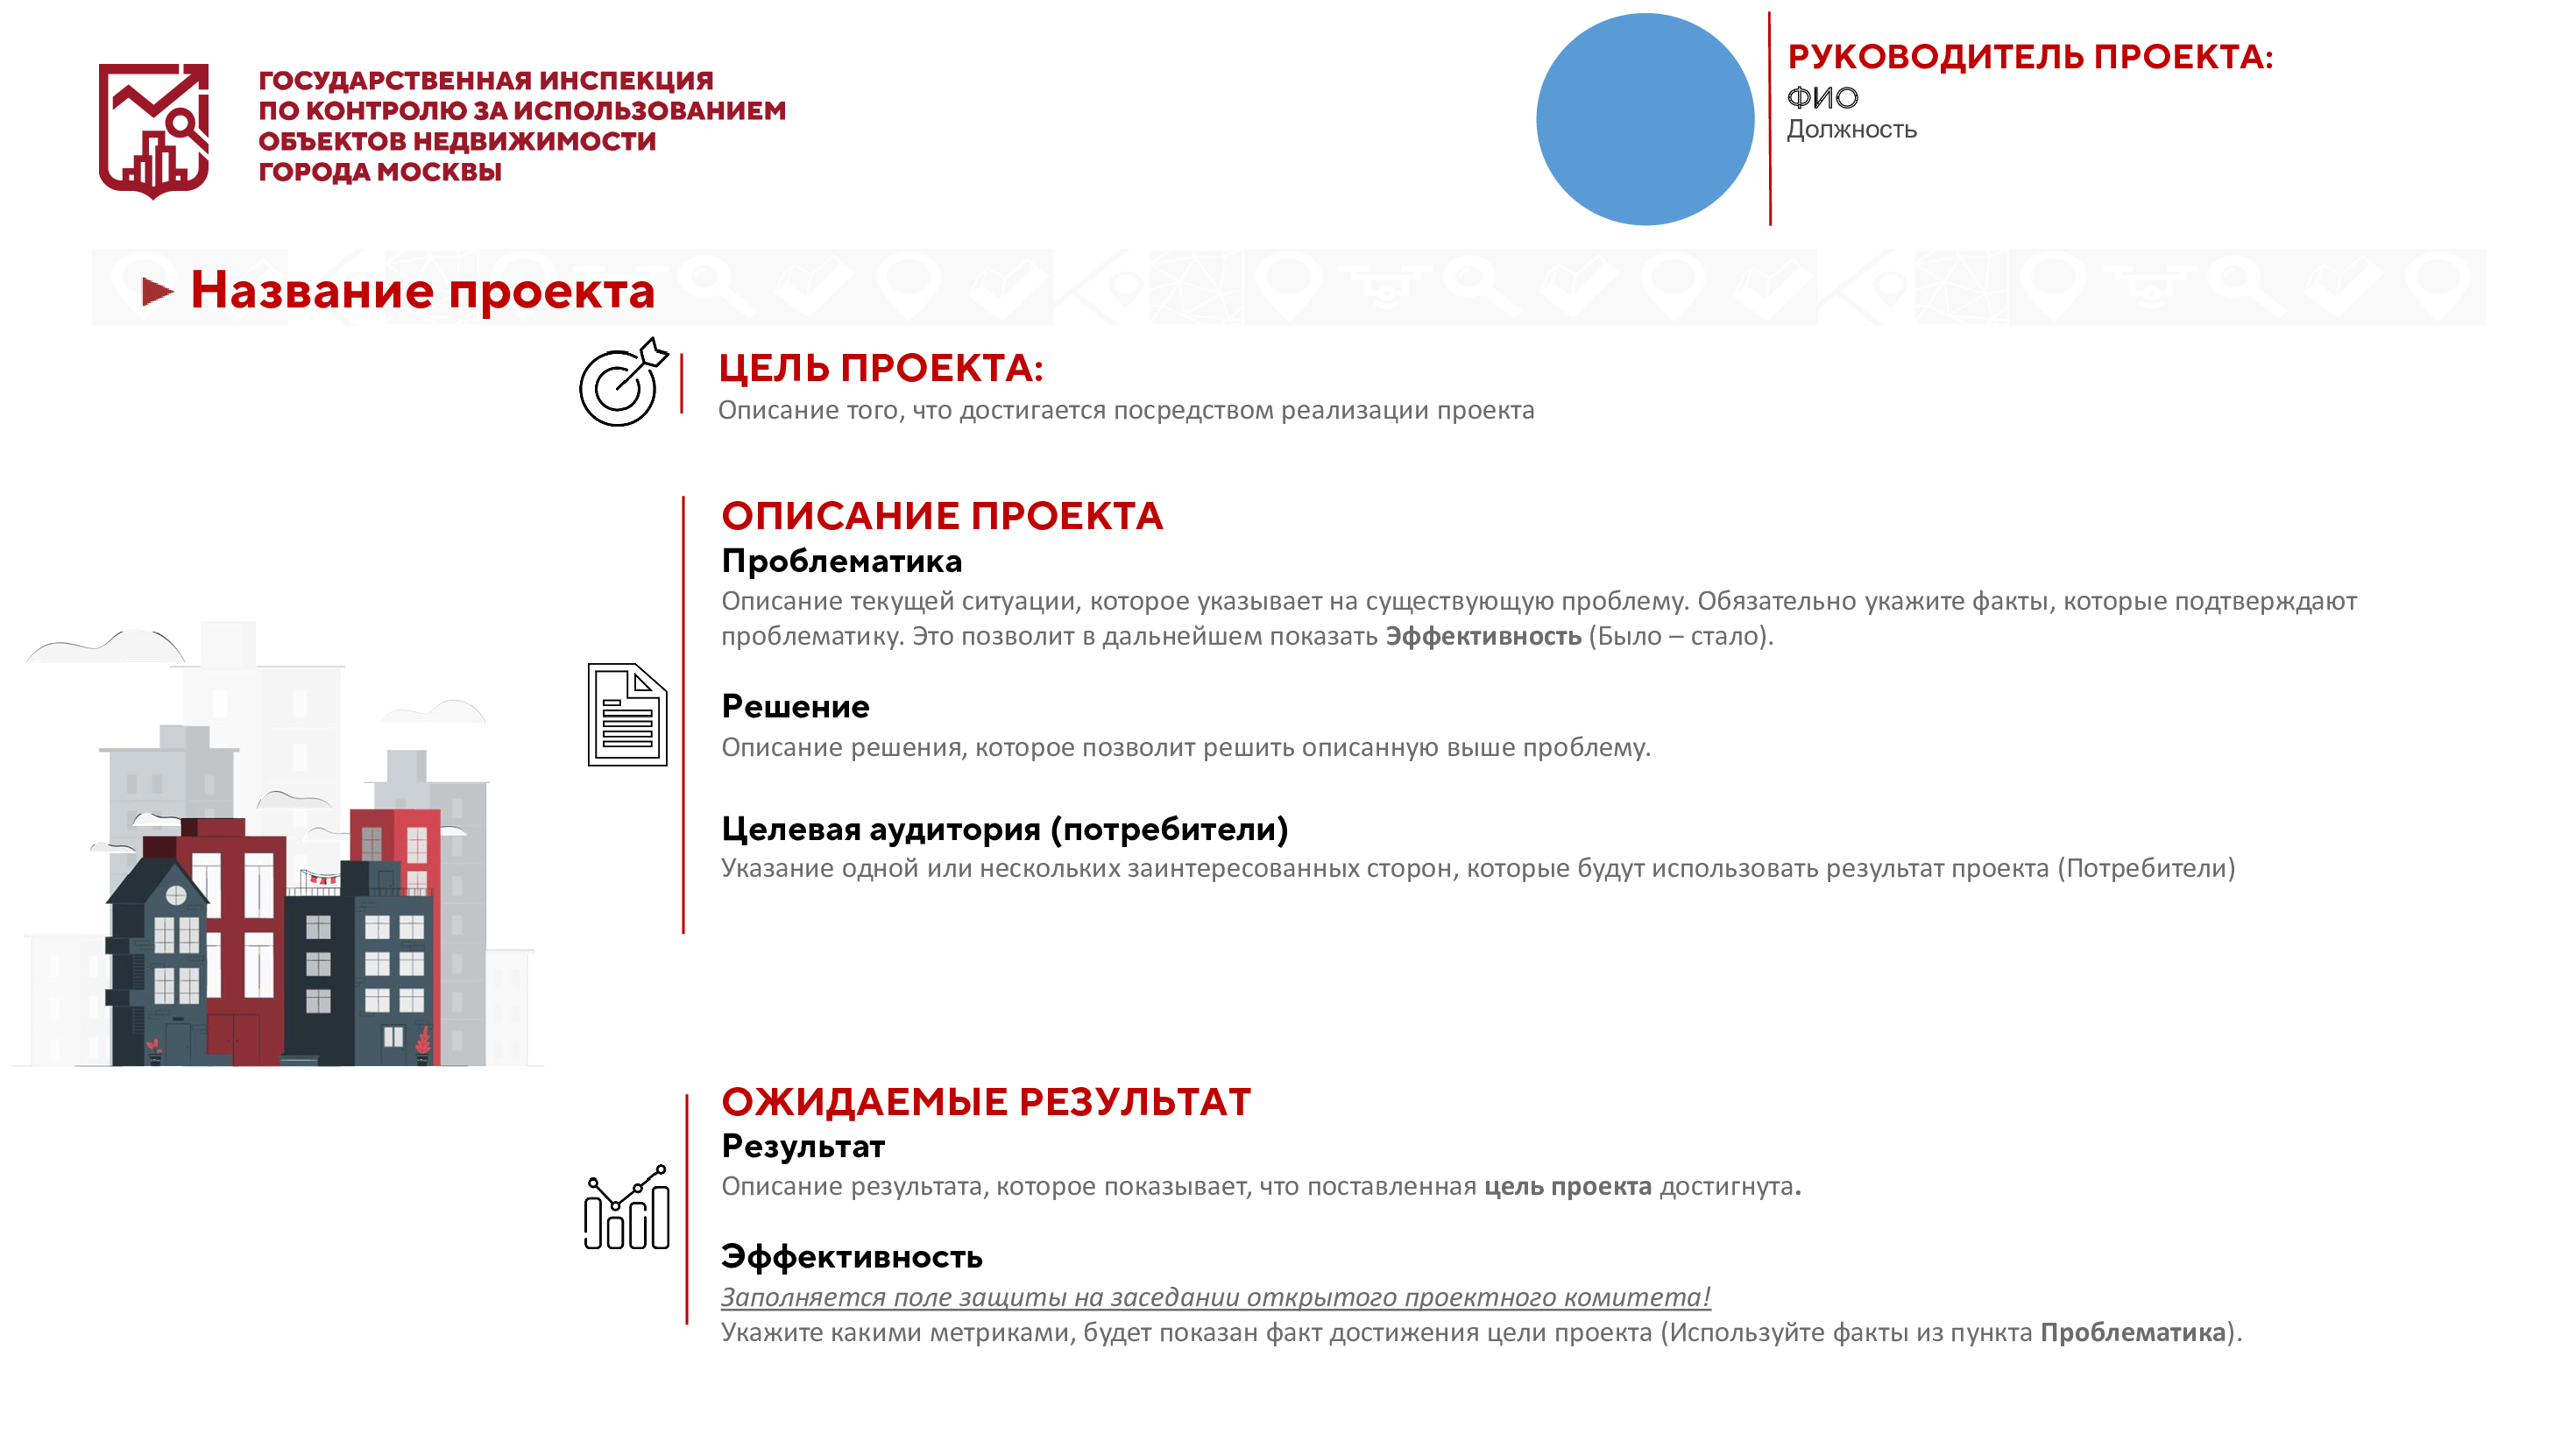 ГОСУДАРСТВЕННАЯ ИНСПЕКЦИЯ
ПО КОНТРОЛЮ ЗА ИСПОЛЬЗОВАНИЕМ
ОБЪЕКТОВ НЕДВИЖИМОСТИ
ГОРОДА МОСКВЫ
РУКОВОДИТЕЛЬ ПРОЕКТА:
ФИО
Должность
Название проекта
ЦЕЛЬ ПРОЕКТА:
Описание того, что достигается посредством реализации проекта
ОПИСАНИЕ ПРОЕКТА
Проблематика
Описание текущей ситуации, которое указывает на существующую проблему. Обязательно укажите факты, которые подтверждают
проблематику. Это позволит в дальнейшем показать Эффективность (Было – стало).
Решение
Описание решения, которое позволит решить описанную выше проблему.
Целевая аудитория (потребители)
Указание одной или нескольких заинтересованных сторон, которые будут использовать результат проекта (Потребители)
ОЖИДАЕМЫЕ РЕЗУЛЬТАТ
Результат
Описание результата, которое показывает, что поставленная цель проекта достигнута.
Эффективность
Заполняется поле защиты на заседании открытого проектного комитета!
Укажите какими метриками, будет показан факт достижения цели проекта (Используйте факты из пункта Проблематика).